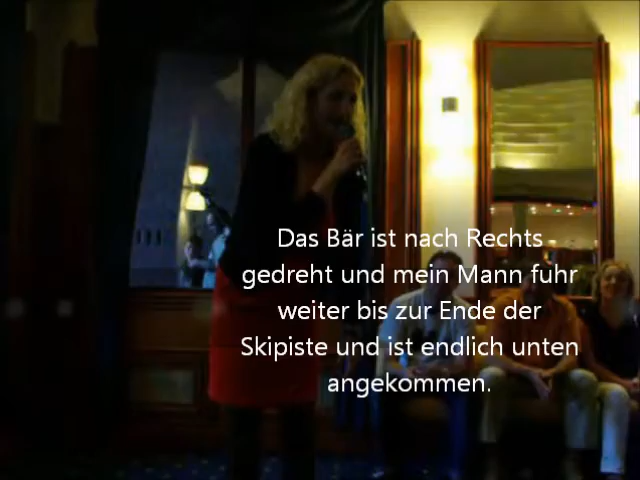 Das Bär ist nach Rechts
gedreht und mein Mann fuhr
weiter bis zur Ende der
Skipiste und ist endlich unten
angekommen.